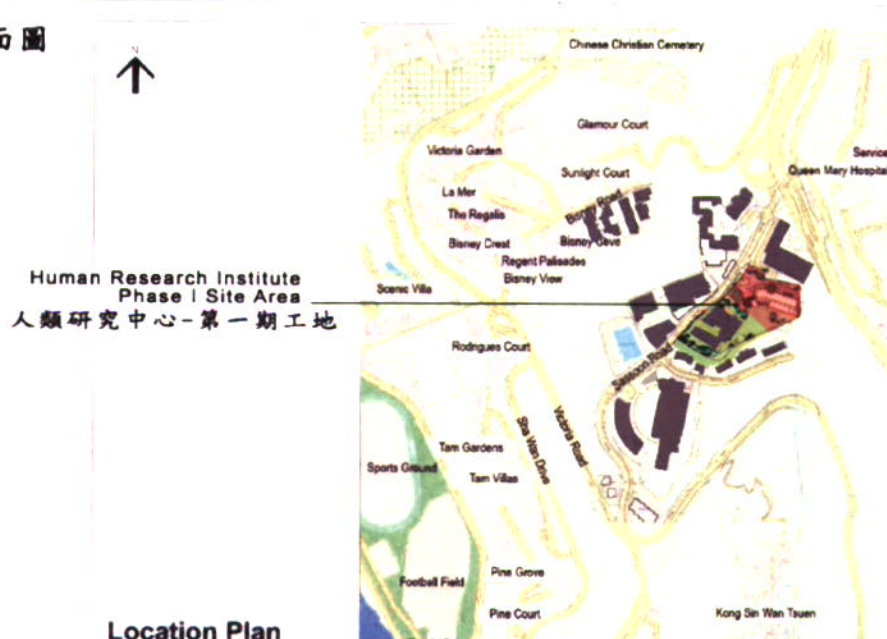 面圖
N
Chinese Christian Cemetery
Glamour Court
Victoria Garden
Service
Sunlight Court
Queen Mary Hospital
La Mer
Bisney Road
The Regalis
Bisney Crest
Bisney Cove
Regent Palisades
Bisney View
Human Research Institute
Phase I Site Area
人類研究中心-第一期工地
Scenic Villa
Rodrigues Court
Sassoon Road
Victoria Road
Sha Wan Drive
Tam Gardens
Sports Ground
Tam Villas
Football Field
Pine Grove
Pine Court
Kong Sin Wan Tsuen
Location Plan